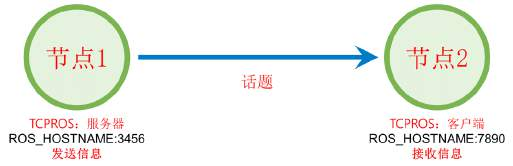 节点1
话题
节点2
TCPROS：服务器
ROS_HOSTNAME:3456
发送信息
TCPROS：客户端
ROS_HOSTNAME:7890
接收信息